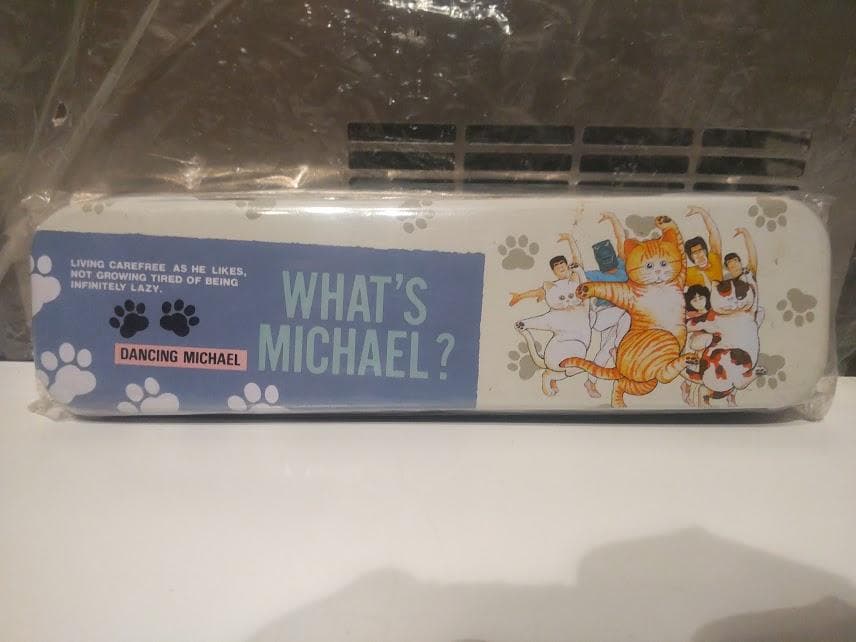 LIVING CAREFREE AS HE LIKES,
NOT GROWING TIRED OF BEING
INFINITELY LAZY.
DANCING MICHAEL
WHAT'S
MICHAEL?